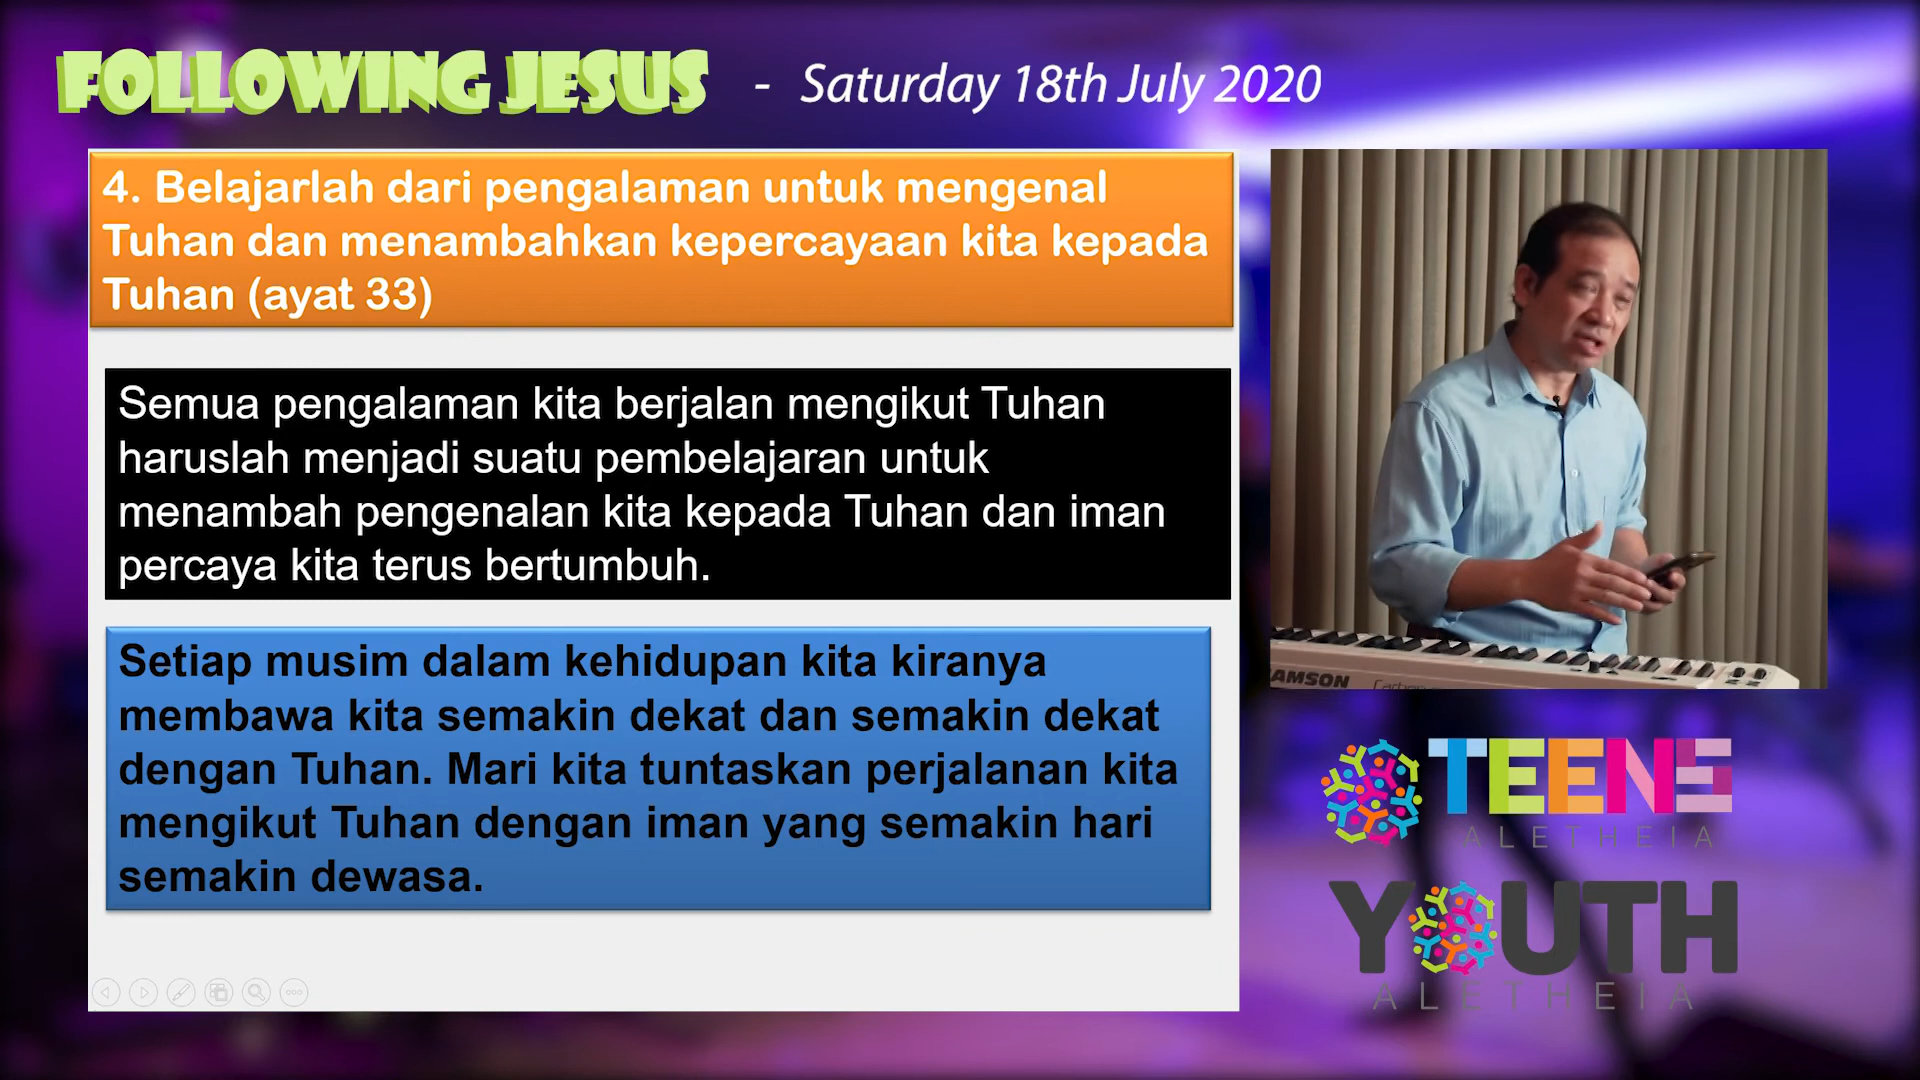 FOLLOWING JESUS - Saturday 18th July 2020
4. Belajarlah dari pengalaman untuk mengenal
Tuhan dan menambahkan kepercayaan kita kepada
Tuhan (ayat 33)
Semua pengalaman kita berjalan mengikut Tuhan
haruslah menjadi suatu pembelajaran untuk
menambah pengenalan kita kepada Tuhan dan iman
percaya kita terus bertumbuh.
Setiap musim dalam kehidupan kita kiranya
membawa kita semakin dekat dan semakin dekat
dengan Tuhan. Mari kita tuntaskan perjalanan kita
mengikut Tuhan dengan iman yang semakin hari
semakin dewasa.
AMSON
TEENS
ALETHEIA
YOUTH
ALETHEIA